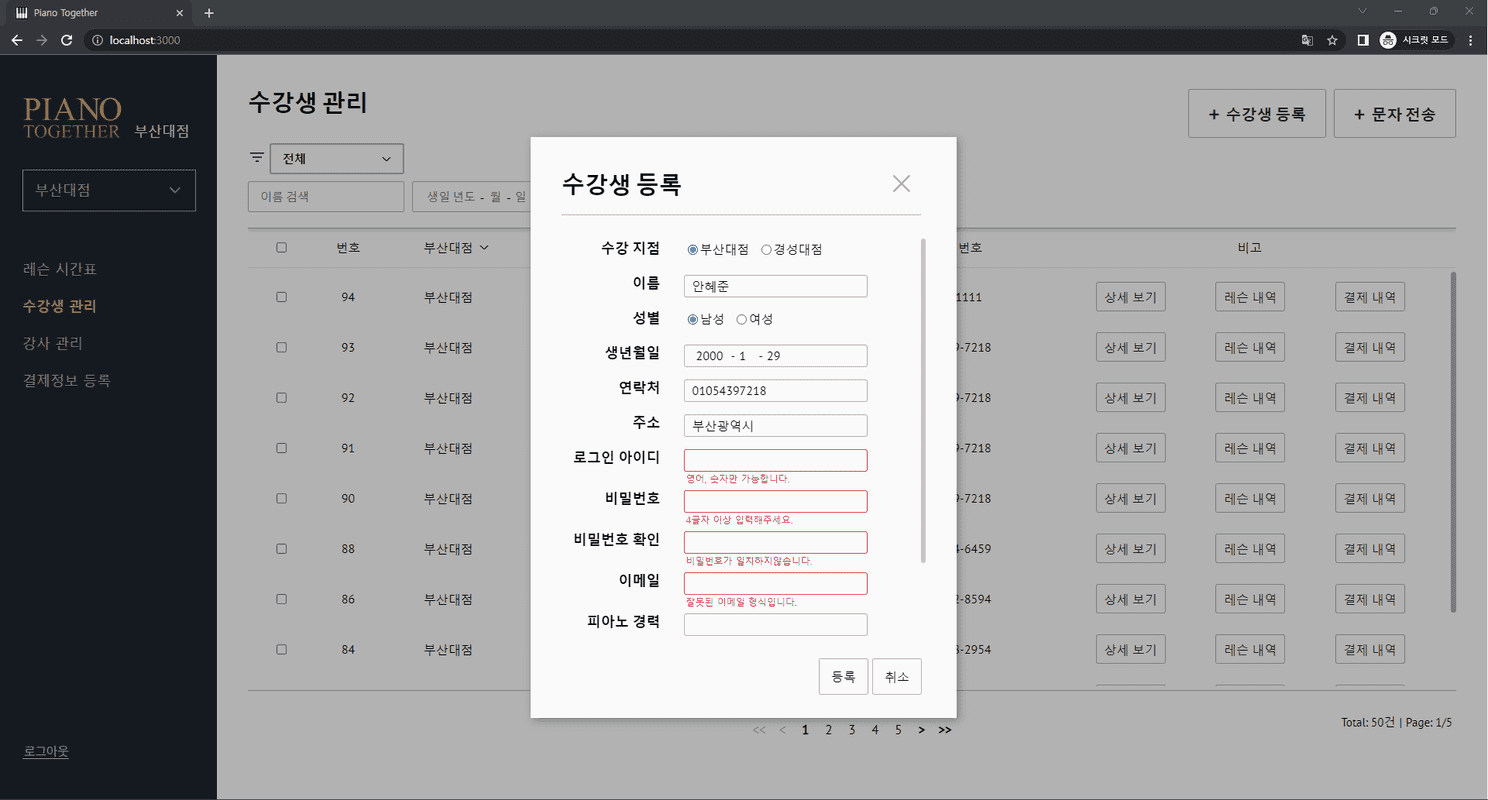 Piano Together
localhost:3000
시크릿 모드
PIANO
TOGETHER 부산대점
부산대점
레슨 시간표
수강생 관리
강사 관리
결제정보 등록
로그아웃
수강생 관리
+ 수강생 등록
+ 문자 전송
전체
이름 검색
생일 년도 - 월 - 일
번호 부산대점 번호 비고
94 부산대점 1111 상세 보기 레슨 내역 결제 내역
93 부산대점 9-7218 상세 보기 레슨 내역 결제 내역
92 부산대점 9-7218 상세 보기 레슨 내역 결제 내역
91 부산대점 9-7218 상세 보기 레슨 내역 결제 내역
90 부산대점 9-7218 상세 보기 레슨 내역 결제 내역
88 부산대점 4-6459 상세 보기 레슨 내역 결제 내역
86 부산대점 2-8594 상세 보기 레슨 내역 결제 내역
84 부산대점 8-2954 상세 보기 레슨 내역 결제 내역
<< < 1 2 3 4 5 > >>
Total: 50건 | Page: 1/5
수강생 등록
수강 지점 부산대점 경성대점
이름 안혜준
성별 남성 여성
생년월일 2000 - 1 - 29
연락처 01054397218
주소 부산광역시
로그인 아이디
영어, 숫자만 가능합니다.
비밀번호
4글자 이상 입력해주세요.
비밀번호 확인
비밀번호가 일치하지않습니다.
이메일
잘못된 이메일 형식입니다.
피아노 경력
등록 취소